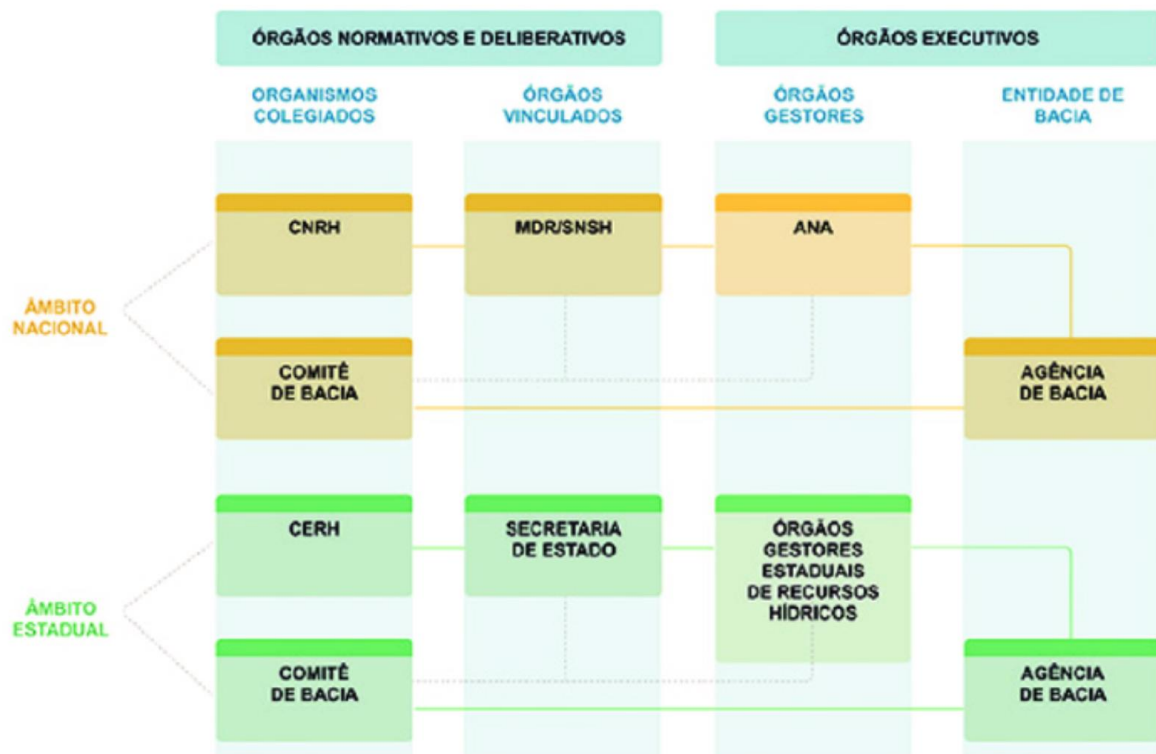 ÓRGÃOS NORMATIVOS E DELIBERATIVOS
ÓRGÃOS EXECUTIVOS
ORGANISMOS
COLEGIADOS
ÓRGÃOS
VINCULADOS
ÓRGÃOS
GESTORES
ENTIDADE DE
BACIA
ÂMBITO
NACIONAL
CNRH
MDR/SNSH
ANA
COMITÊ
DE BACIA
AGÊNCIA
DE BACIA
ÂMBITO
ESTADUAL
CERH
SECRETARIA
DE ESTADO
ÓRGÃOS
GESTORES
ESTADUAIS
DE RECURSOS
HÍDRICOS
COMITÊ
DE BACIA
AGÊNCIA
DE BACIA